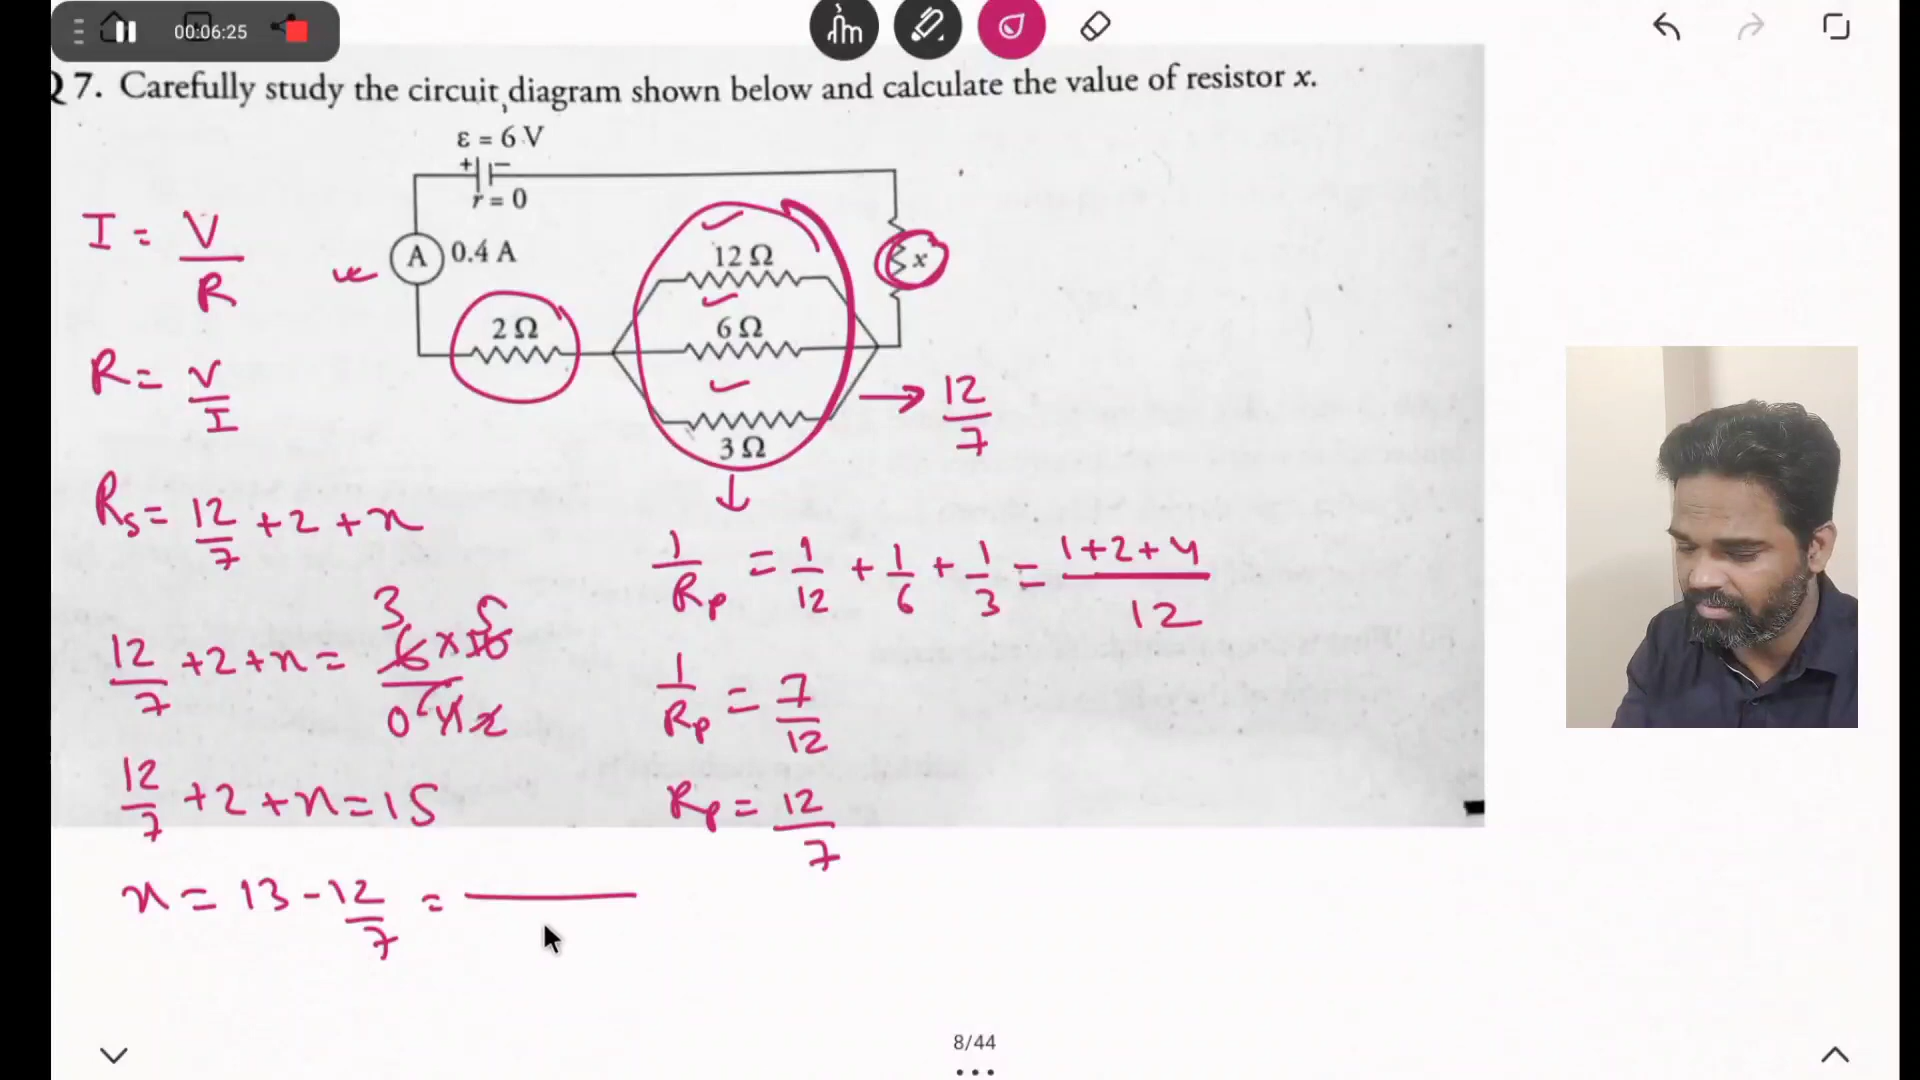 00:06:25
Q 7. Carefully study the circuit diagram shown below and calculate the value of resistor x.
ε = 6 V
+ −
r = 0
A 0.4 A
2 Ω
12 Ω
6 Ω
3 Ω
x
I = V/R
R = V/I
→ 12/7
Rs = 12/7 + 2 + x
1/Rp = 1/12 + 1/6 + 1/3 = (1+2+4)/12
12/7 + 2 + x = 6 × 10 / 0.4 x
3 5
1/Rp = 7/12
12/7 + 2 + x = 15
Rp = 12/7
x = 13 - 12/7 =
8/44